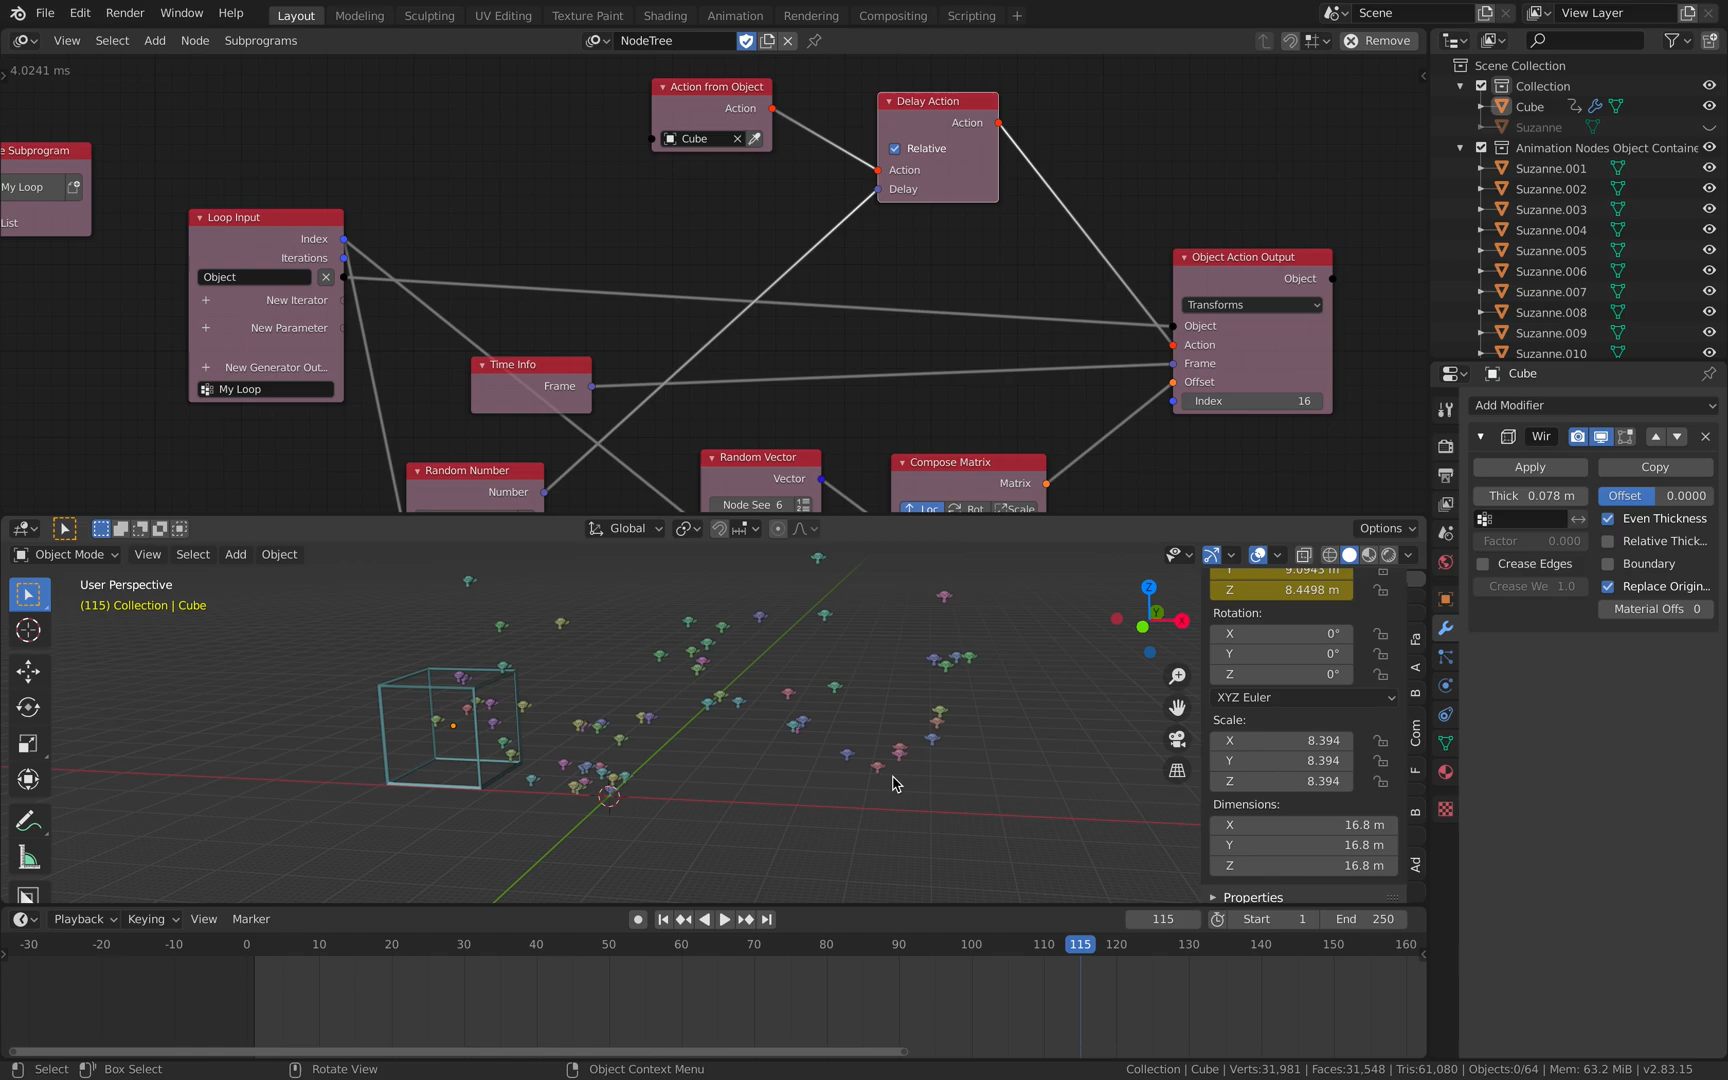 File Edit Render Window Help Layout Modeling Sculpting UV Editing Texture Paint Shading Animation Rendering Compositing Scripting + Scene View Layer
View Select Add Node Subprograms NodeTree Remove
4.0241 ms
Action from Object
Action
Cube
Delay Action
Action
Relative
Action
Delay
e Subprogram
My Loop
List
Loop Input
Index
Iterations
Object
New Iterator
New Parameter
New Generator Out...
My Loop
Time Info
Frame
Object Action Output
Object
Transforms
Object
Action
Frame
Offset
Index 16
Random Number
Number
Random Vector
Vector
Node See 6
Compose Matrix
Matrix
Loc Rot Scale
Scene Collection
Collection
Cube
Suzanne
Animation Nodes Object Containe
Suzanne.001
Suzanne.002
Suzanne.003
Suzanne.004
Suzanne.005
Suzanne.006
Suzanne.007
Suzanne.008
Suzanne.009
Suzanne.010
Cube
Add Modifier
Wir
Apply Copy
Thick 0.078 m Offset 0.0000
Even Thickness
Factor 0.000 Relative Thick...
Crease Edges Boundary
Crease We 1.0 Replace Origin...
Material Offs 0
Global Options
Object Mode View Select Add Object
User Perspective
(115) Collection | Cube
Z
Y
X
Y 9.0943 m
Z 8.4498 m
Rotation:
X 0°
Y 0°
Z 0°
XYZ Euler
Scale:
X 8.394
Y 8.394
Z 8.394
Dimensions:
X 16.8 m
Y 16.8 m
Z 16.8 m
Properties
Fa
A
B
Com
F
B
Ad
Playback Keying View Marker 115 Start 1 End 250
-30 -20 -10 0 10 20 30 40 50 60 70 80 90 100 110 115 120 130 140 150 160
Select Box Select Rotate View Object Context Menu Collection | Cube | Verts:31,981 | Faces:31,548 | Tris:61,080 | Objects:0/64 | Mem: 63.2 MiB | v2.83.15